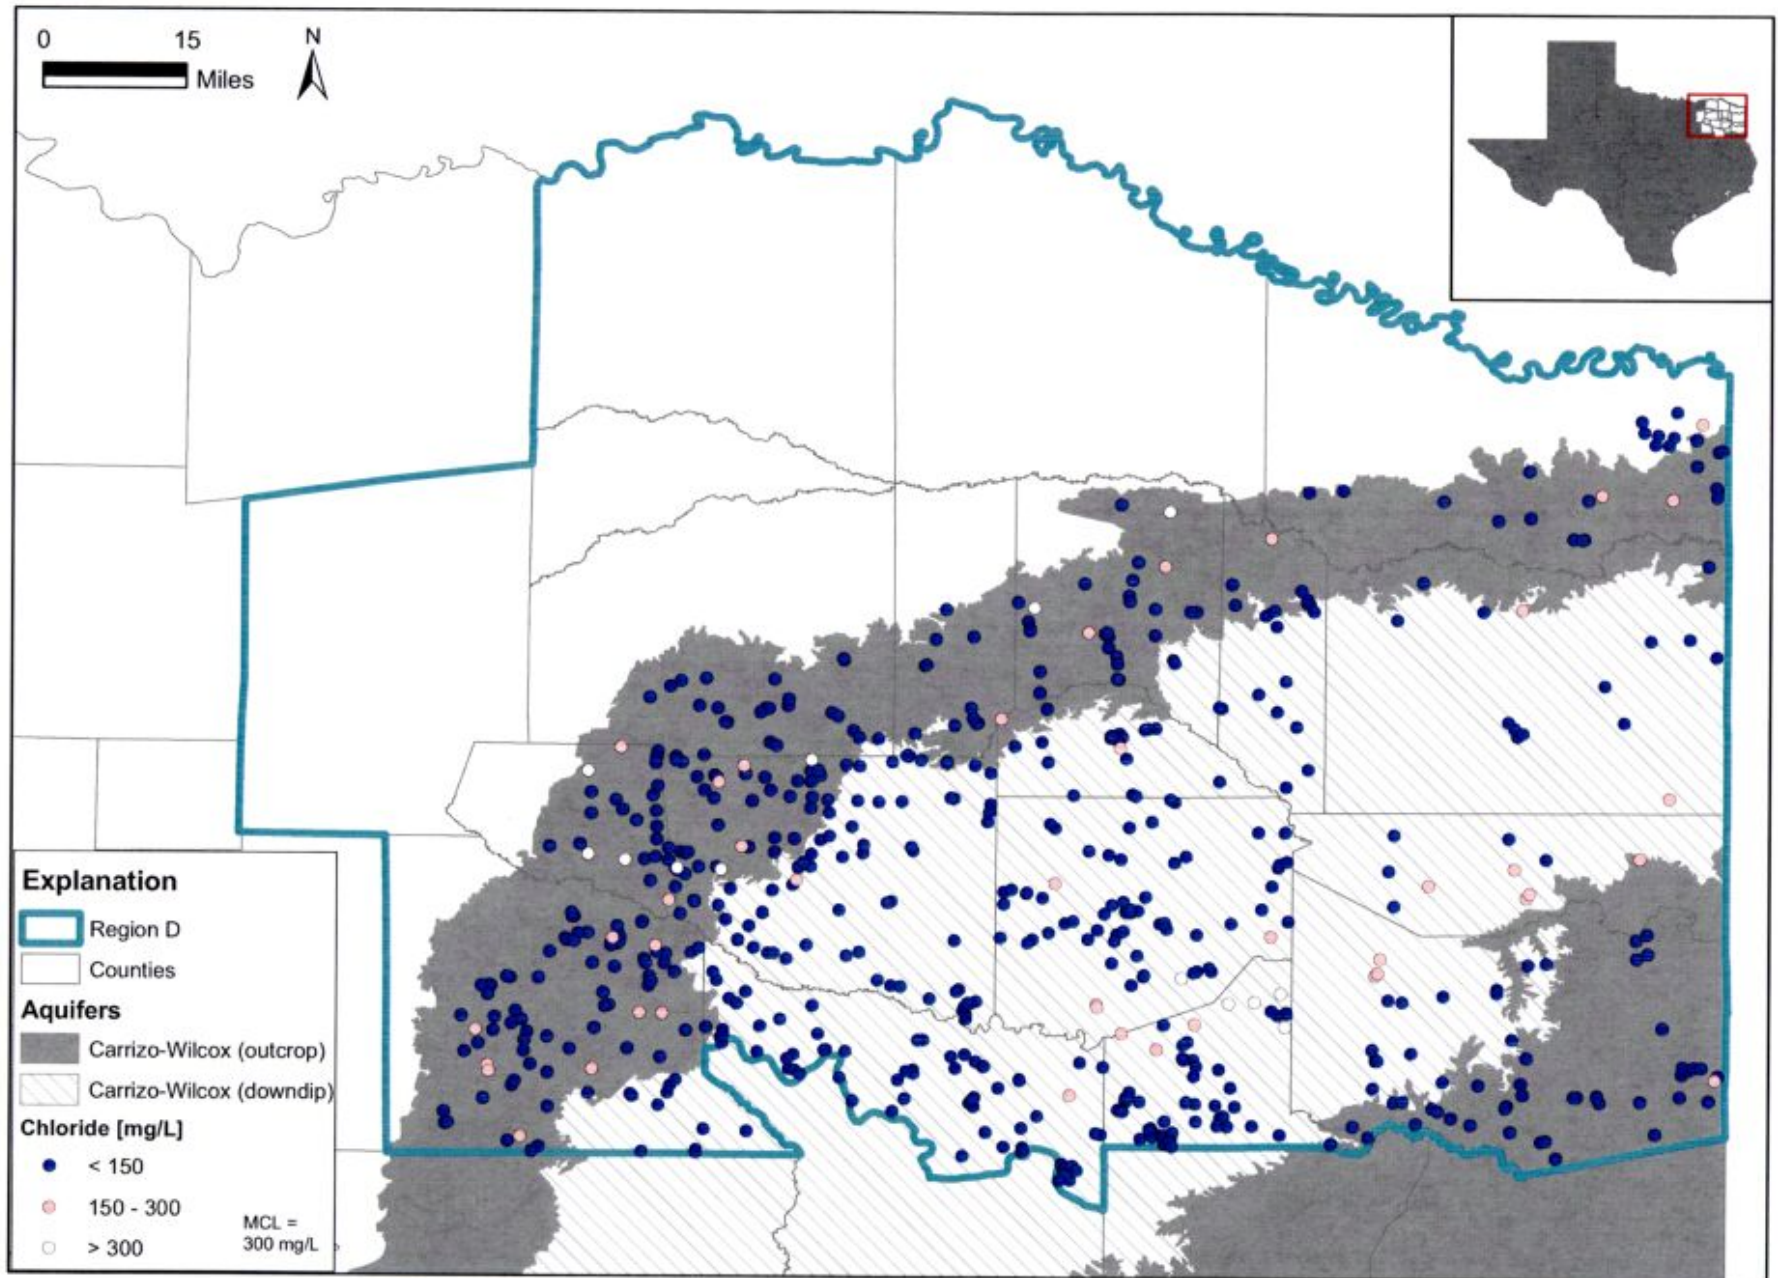 0 15
Miles
N
Explanation
Region D
Counties
Aquifers
Carrizo-Wilcox (outcrop)
Carrizo-Wilcox (downdip)
Chloride [mg/L]
< 150
150 - 300
> 300
MCL =
300 mg/L